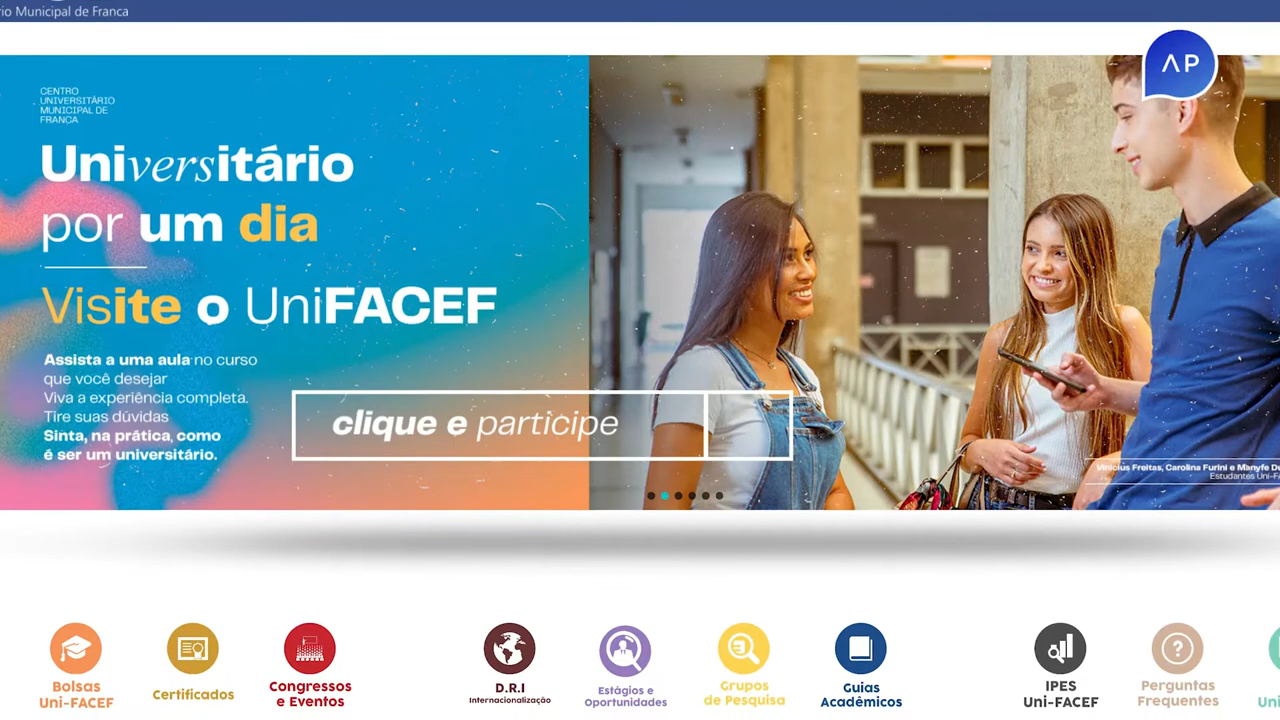 rio Municipal de Franca
AP
CENTRO
UNIVERSITÁRIO
MUNICIPAL DE
FRANCA
Universitário
por um dia
Visite o UniFACEF
Assista a uma aula no curso
que você desejar
Viva a experiência completa.
Tire suas dúvidas
Sinta, na prática, como
é ser um universitário.
clique e participe
Vinícius Freitas, Carolina Furini e Manyfe
Estudantes
Bolsas
Uni-FACEF
Certificados
Congressos
e Eventos
D.R.I
Internacionalização
Estágios e
Oportunidades
Grupos
de Pesquisa
Guias
Acadêmicos
IPES
Uni-FACEF
Perguntas
Frequentes